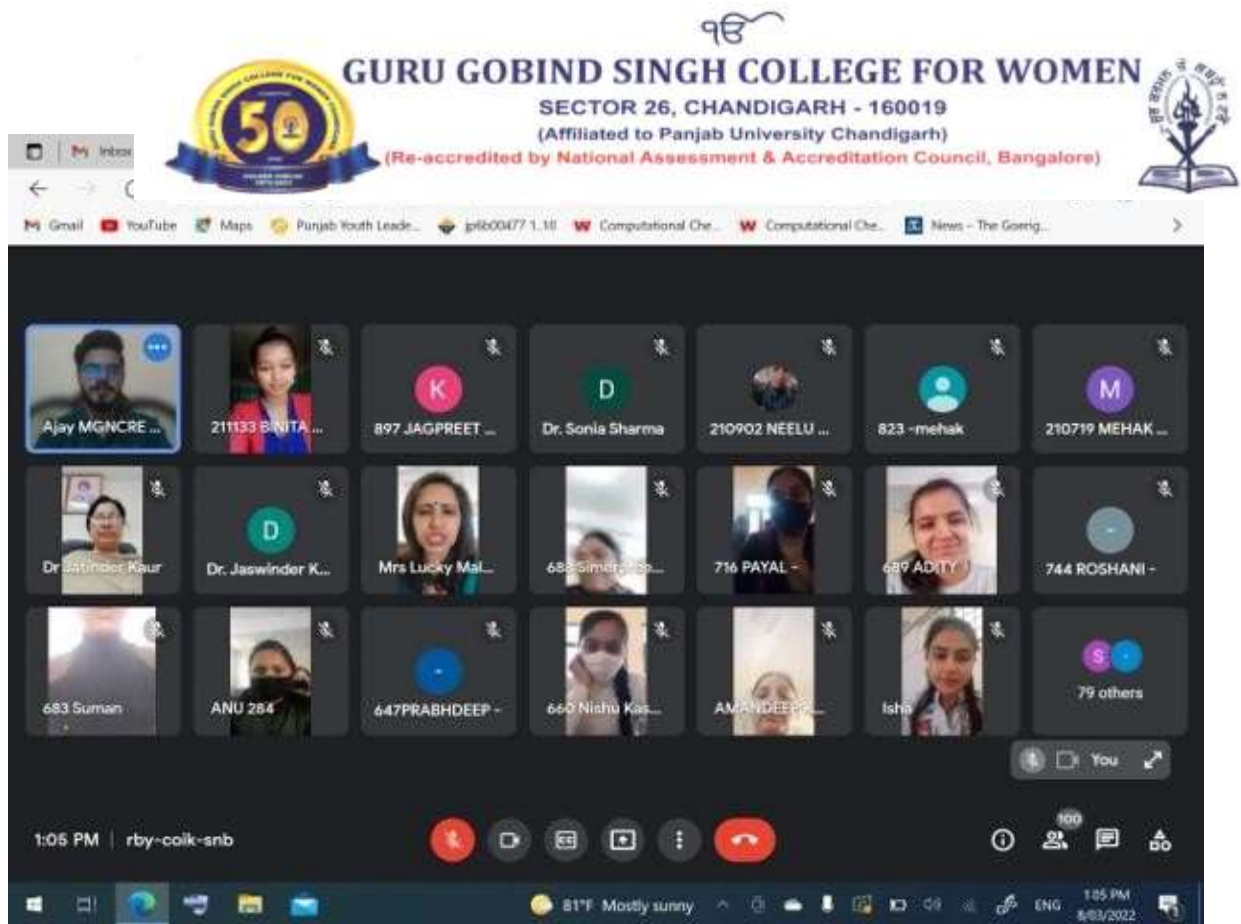 ੴ
GURU GOBIND SINGH COLLEGE FOR WOMEN
SECTOR 26, CHANDIGARH - 160019
(Affiliated to Panjab University Chandigarh)
(Re-accredited by National Assessment & Accreditation Council, Bangalore)
50
Inbox
Gmail YouTube Maps Punjab Youth Leade... Computational Che... Computational Che... News - The Goeng...
Ajay MGNCRE ... 211133 BINITA ... 897 JAGPREET ... Dr. Sonia Sharma 210902 NEELU ... 823 -mehak 210719 MEHAK ...
K D M
Dr Jatinder Kaur Dr. Jaswinder K... Mrs Lucky Mal... 716 PAYAL - 689 ADITY 744 ROSHANI -
D
683 Suman ANU 284 647PRABHDEEP - 660 Nishu Kas... Isha 79 others
S
You
1:05 PM | rby-coik-snb
100
81°F Mostly sunny ENG 1:05 PM
8/03/2022